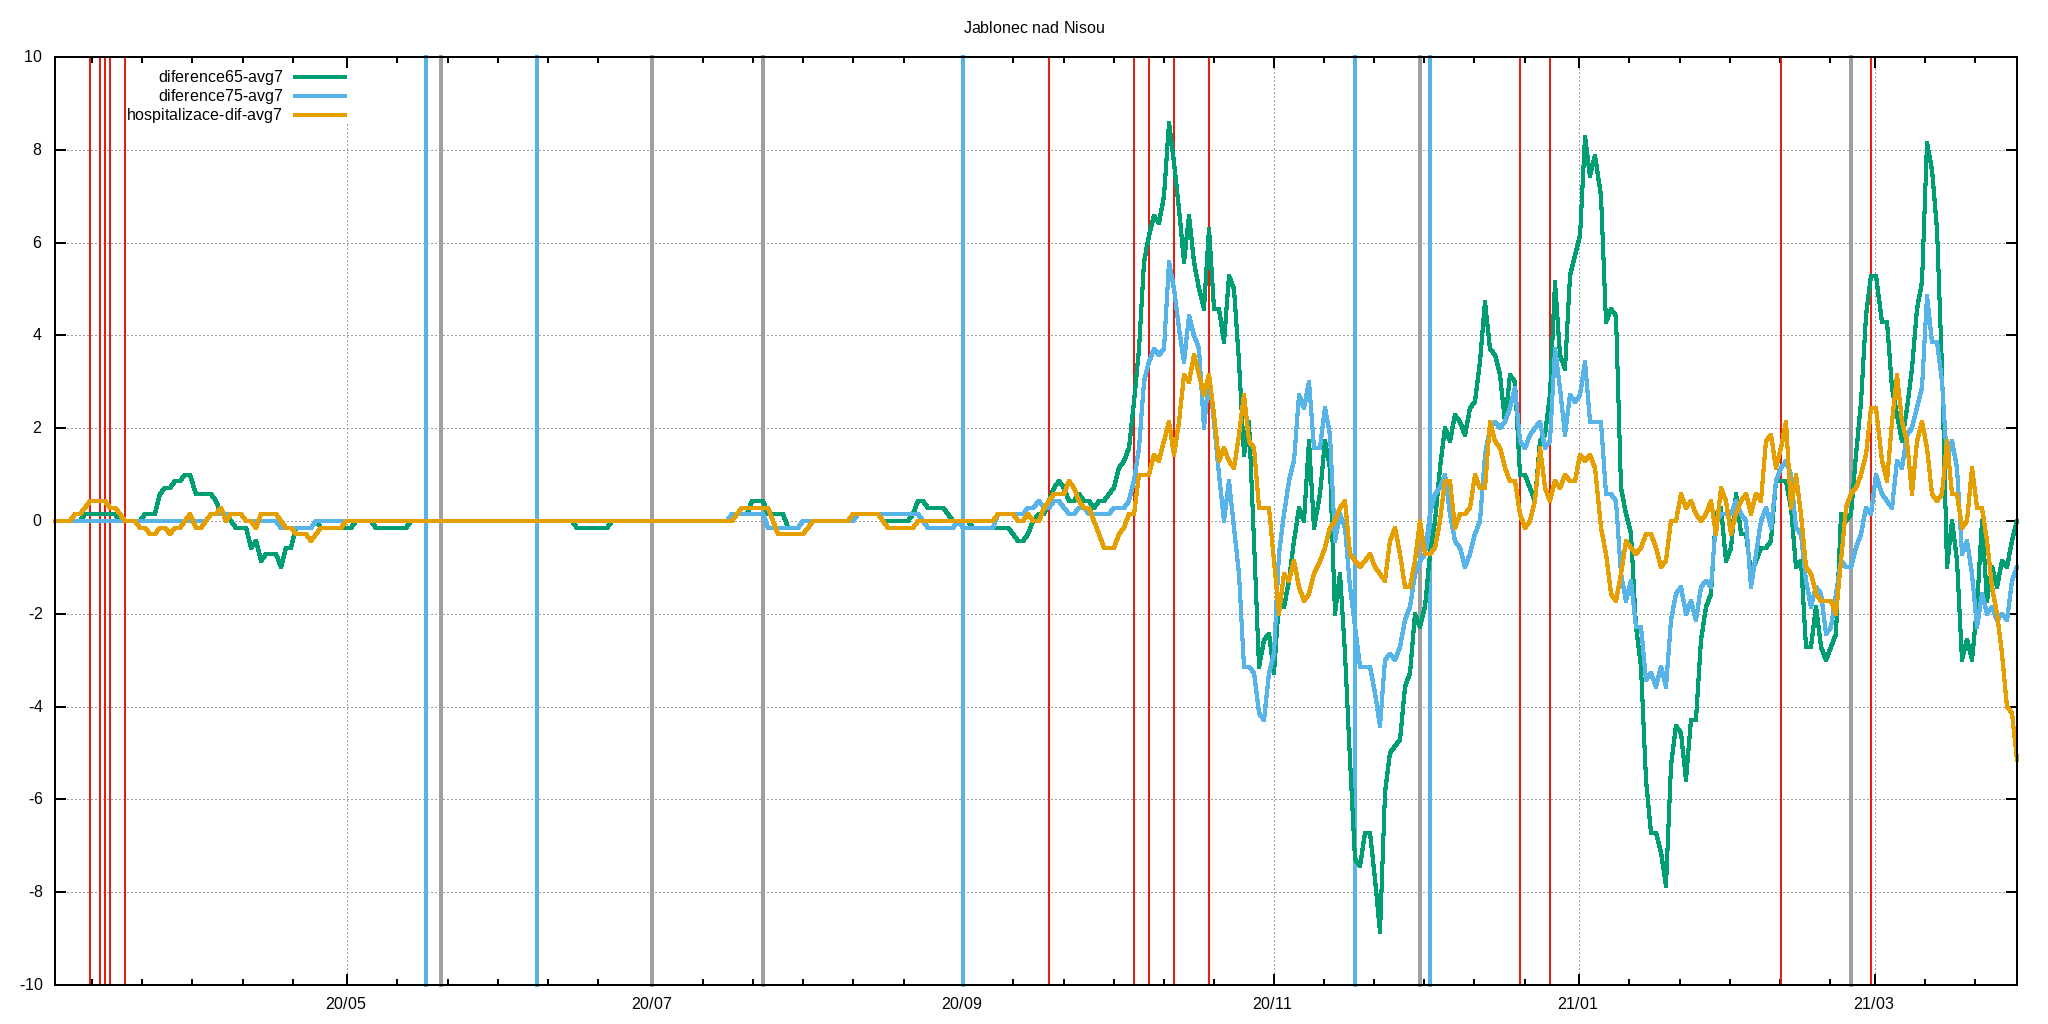 Jablonec nad Nisou
10
8
6
4
2
0
-2
-4
-6
-8
-10
diference65-avg7
diference75-avg7
hospitalizace-dif-avg7
20/05 20/07 20/09 20/11 21/01 21/03